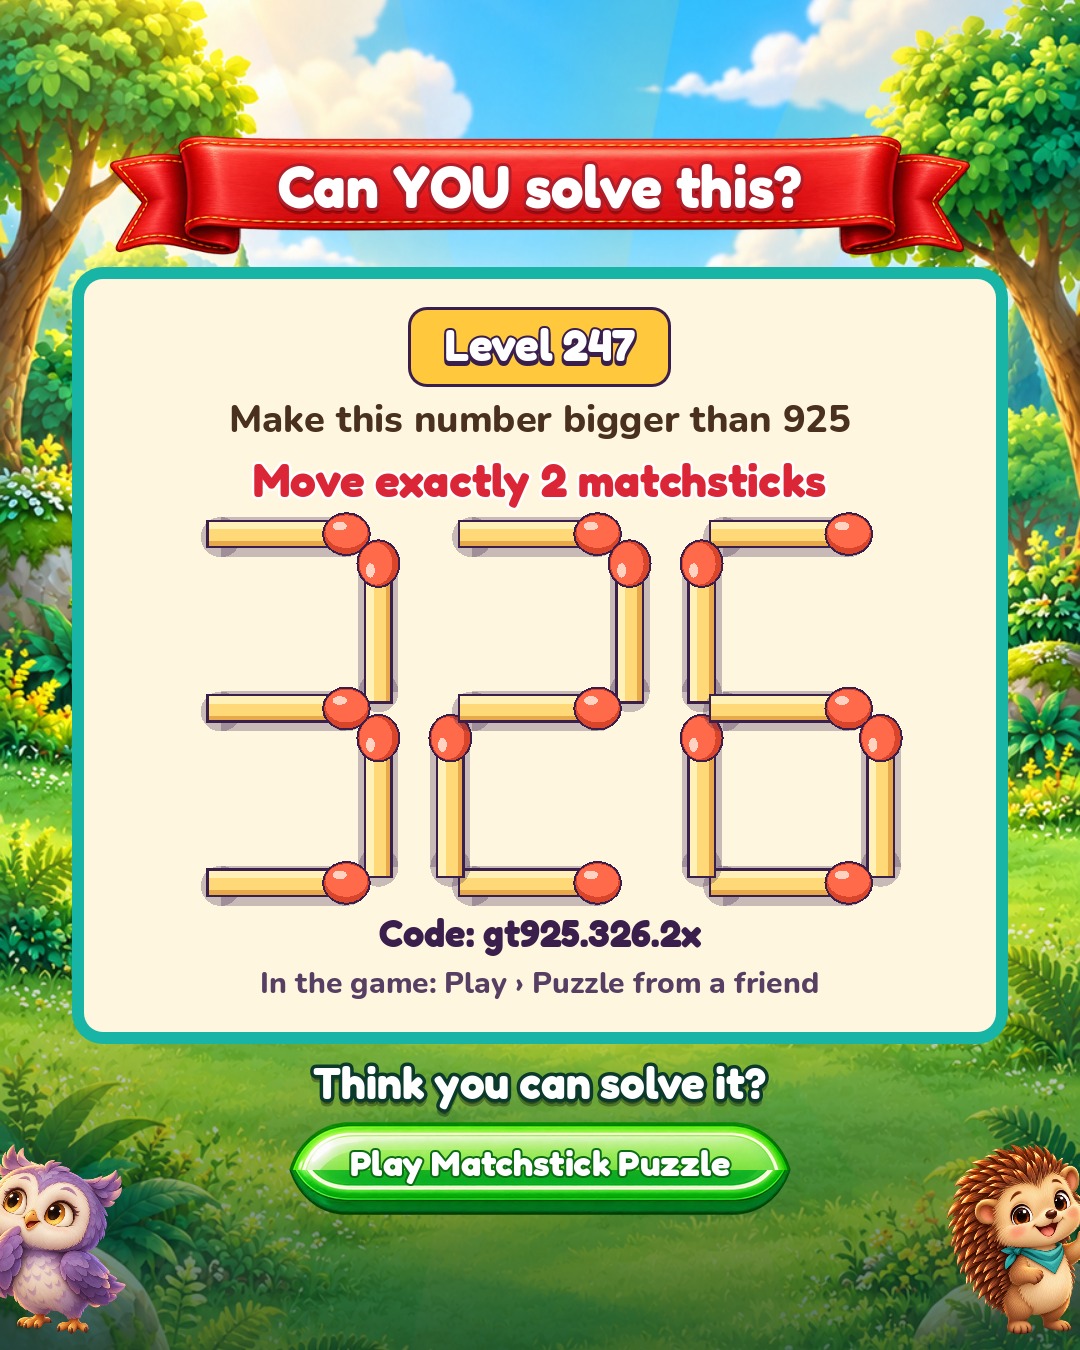 Can YOU solve this?
Level 247
Make this number bigger than 925
Move exactly 2 matchsticks
326
Code: gt925.326.2x
In the game: Play › Puzzle from a friend
Think you can solve it?
Play Matchstick Puzzle